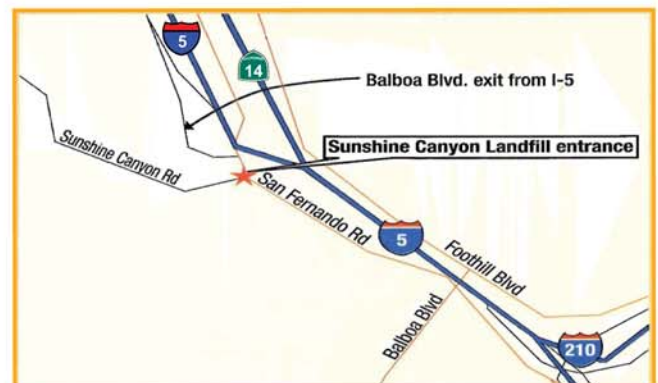 5
14
Balboa Blvd. exit from I-5
Sunshine Canyon Landfill entrance
Sunshine Canyon Rd
San Fernando Rd
5
Foothill Blvd
Balboa Blvd
210